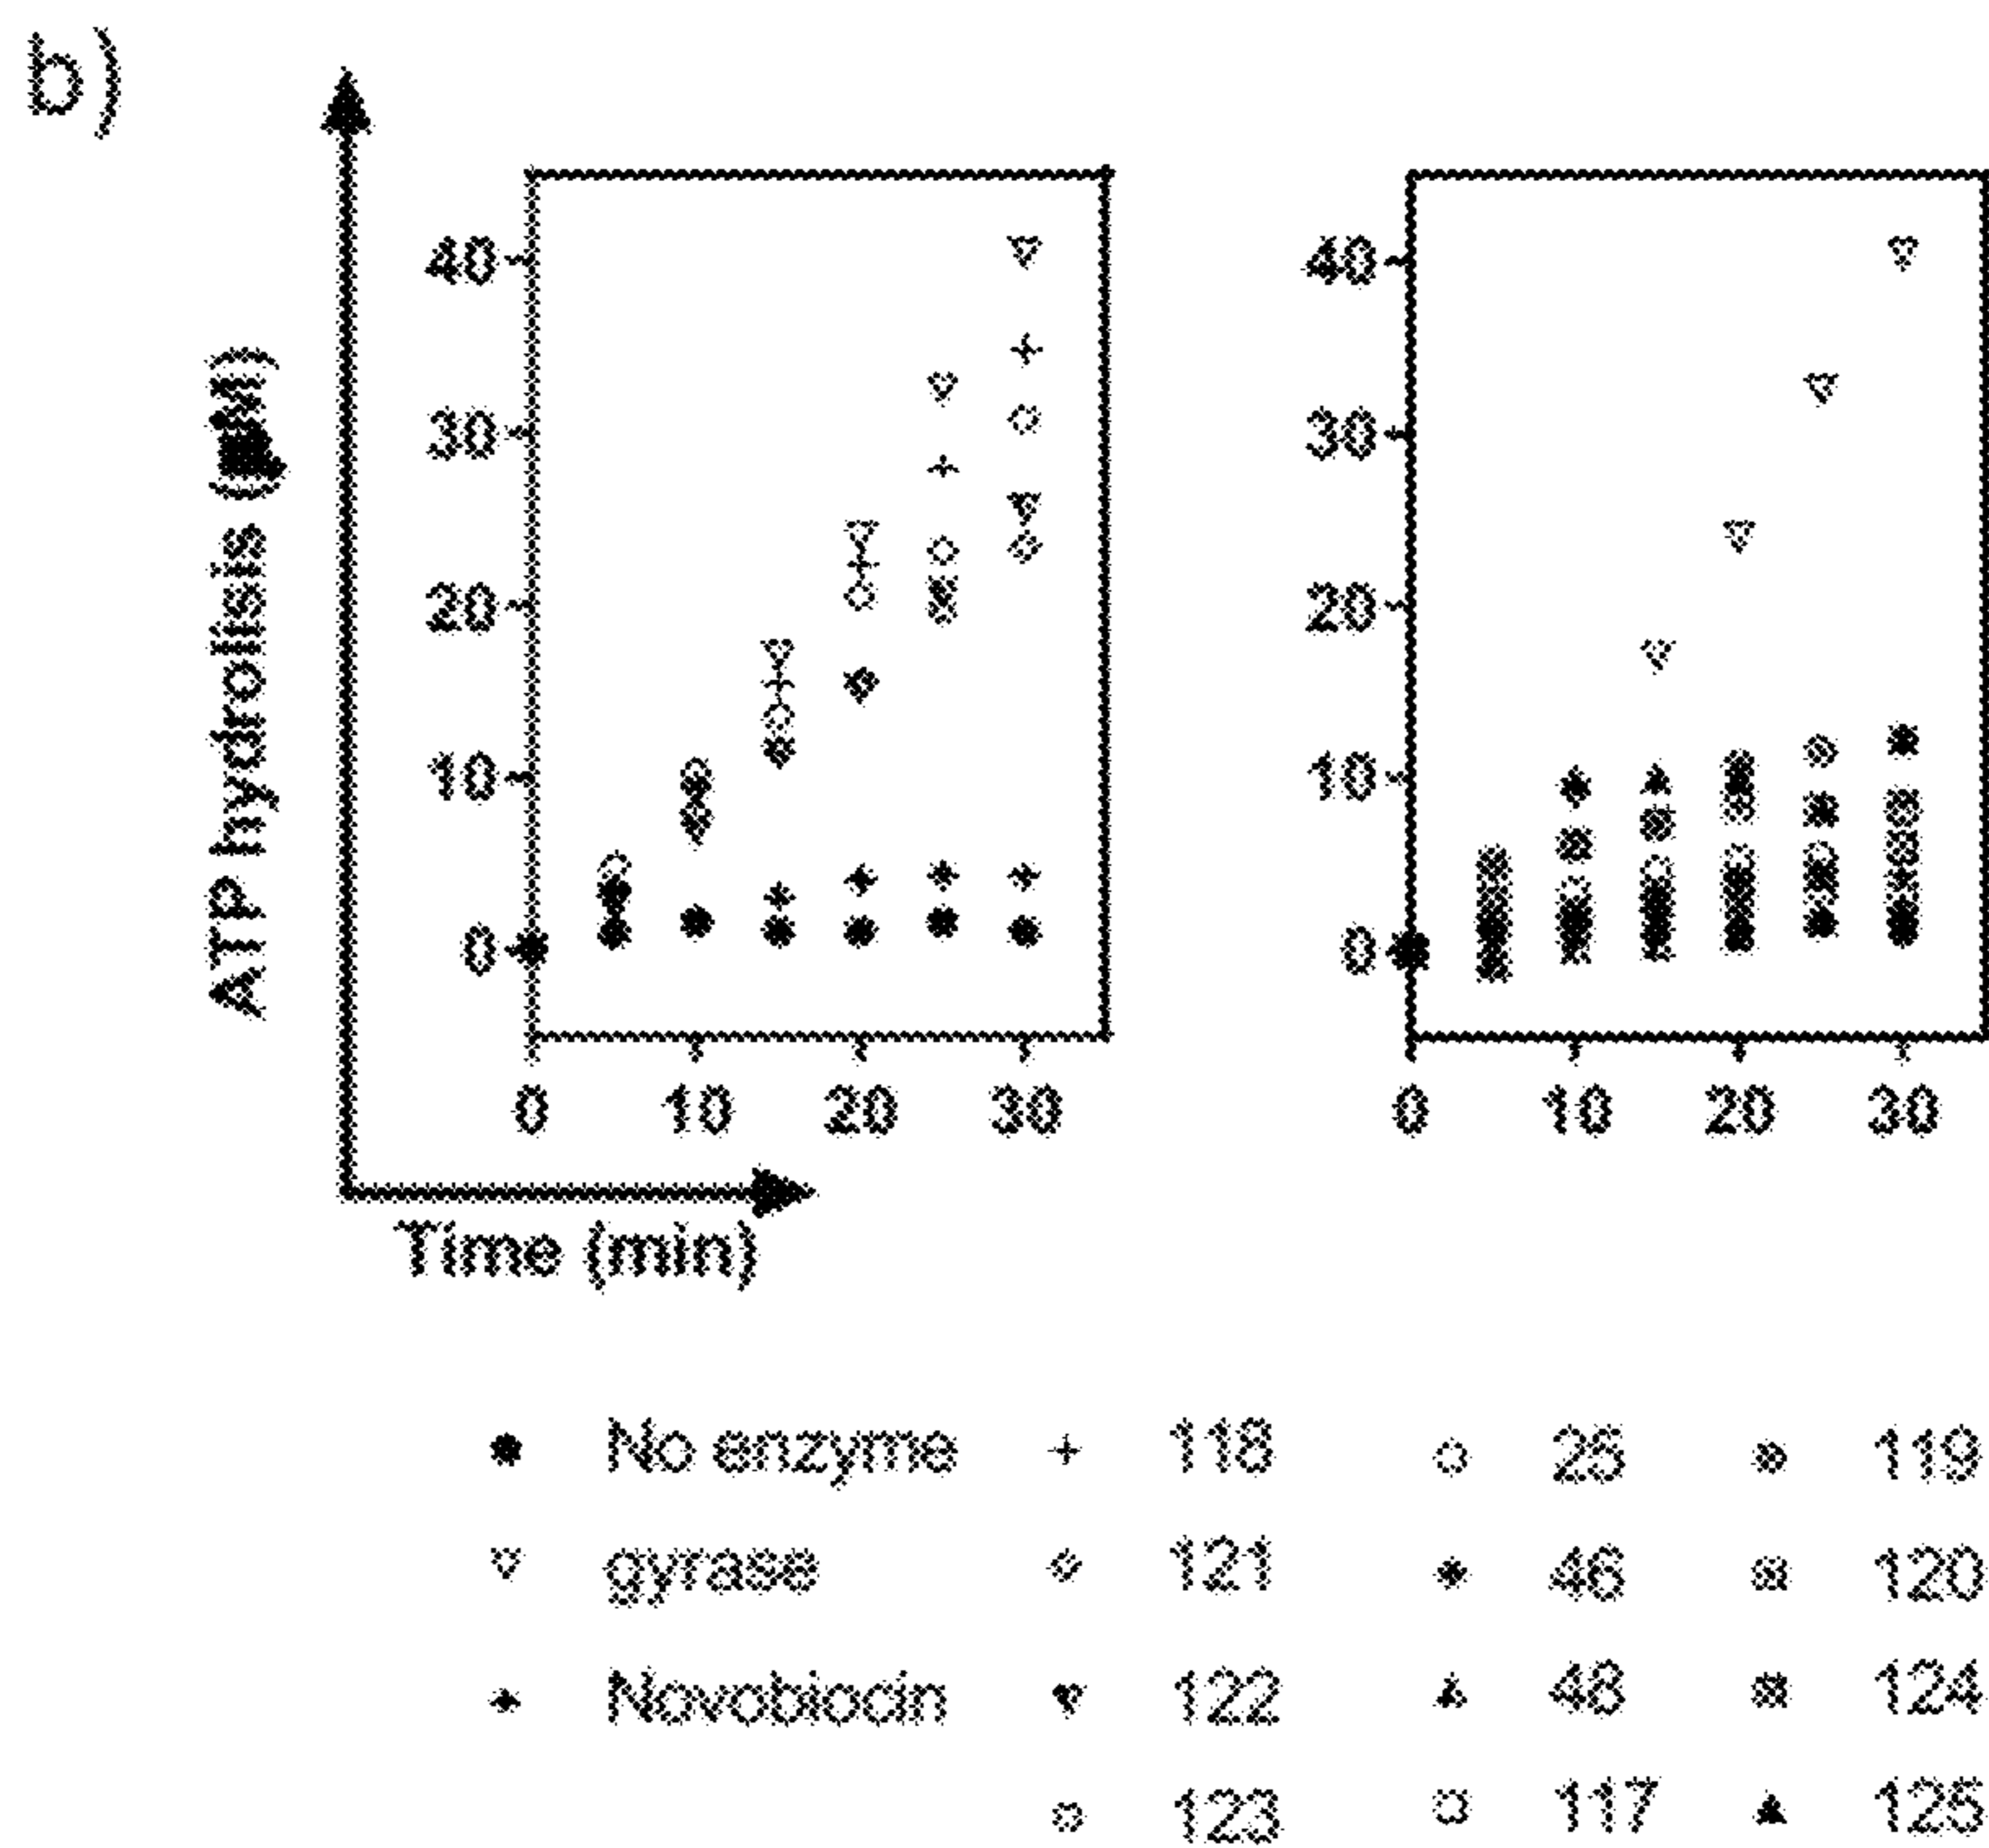 b)
ATP hydrolisis (µM)
40
30
20
10
0
0 10 20 30
40
30
20
10
0
0 10 20 30
Time (min)
No enzyme 118 25 119
gyrase 121 46 120
Novobiocin 122 48 124
123 117 125